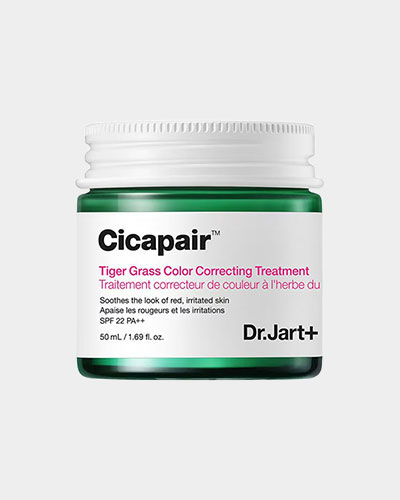 Cicapair™
Tiger Grass Color Correcting Treatment
Traitement correcteur de couleur à l'herbe du
Soothes the look of red, irritated skin
Apaise les rougeurs et les irritations
SPF 22 PA++
50 mL / 1.69 fl. oz.
Dr.Jart+